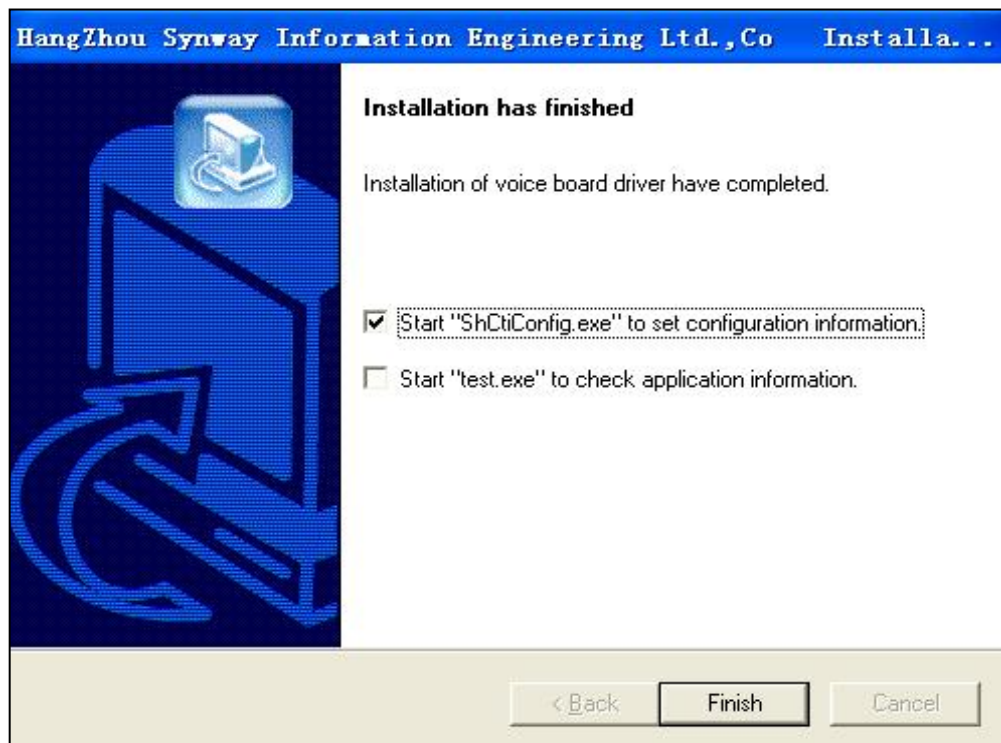 HangZhou Synway Information Engineering Ltd.,Co   Installa...
Installation has finished
Installation of voice board driver have completed.
Start "ShCtiConfig.exe" to set configuration information.
Start "test.exe" to check application information.
< Back
Finish
Cancel